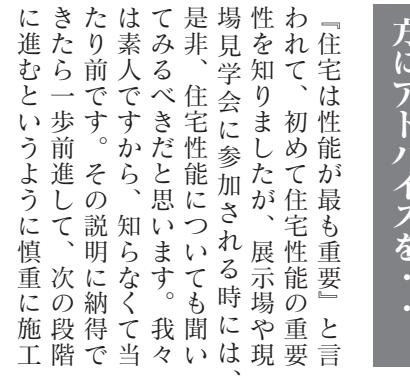 方にアドバイスを・・
『住宅は性能が最も重要』と言
われて、初めて住宅性能の重要
性を知りましたが、展示場や現
場見学会に参加される時には、
是非、住宅性能についても聞い
てみるべきだと思います。我々
は素人ですから、知らなくて当
たり前です。その説明に納得で
きたら一歩前進して、次の段階
に進むというように慎重に施工